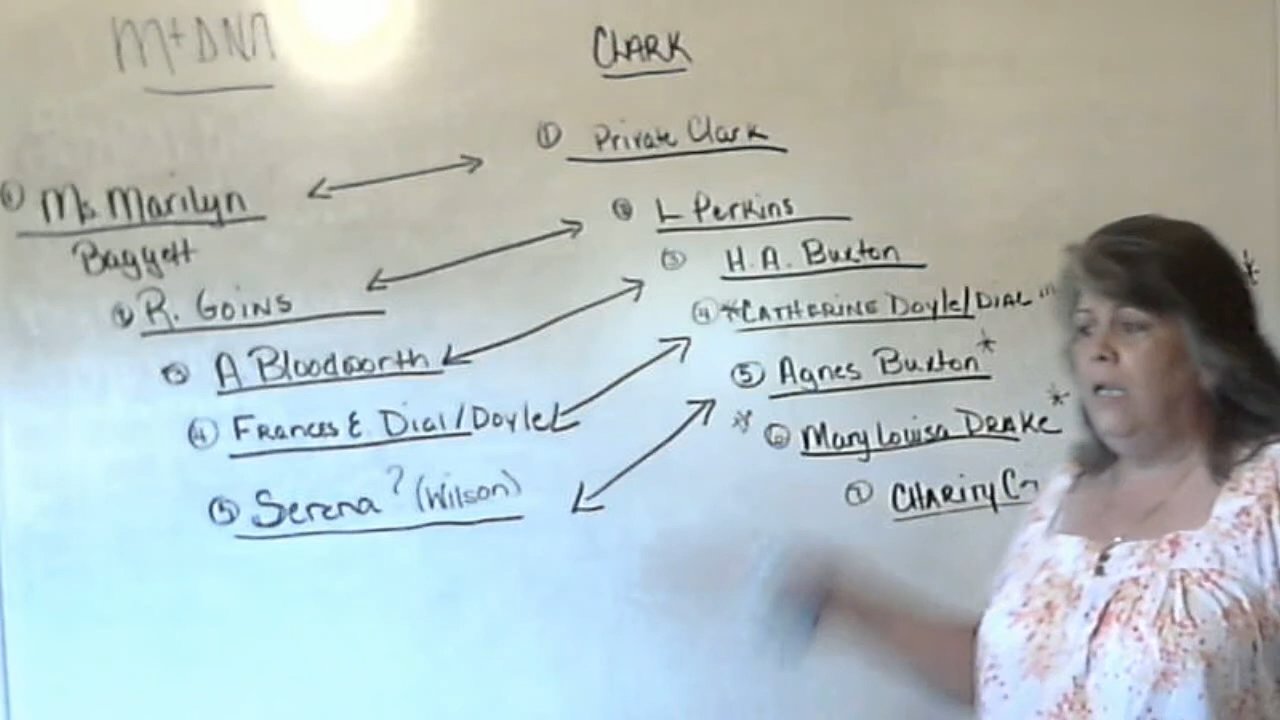 MtDNA
① Ms. Marilyn
Baggett
② R. GOINS
③ A Bloodworth
④ FRANCES E Dial/Doyle
⑤ Serena ? (Wilson)
CLARK
① Private Clark
② L Perkins
③ H.A. Buxton
④ *CATHERINE Doyle/DIAL
⑤ Agnes Buxton*
* ⑥ Mary Louisa DRAKE*
⑦ CHARITY